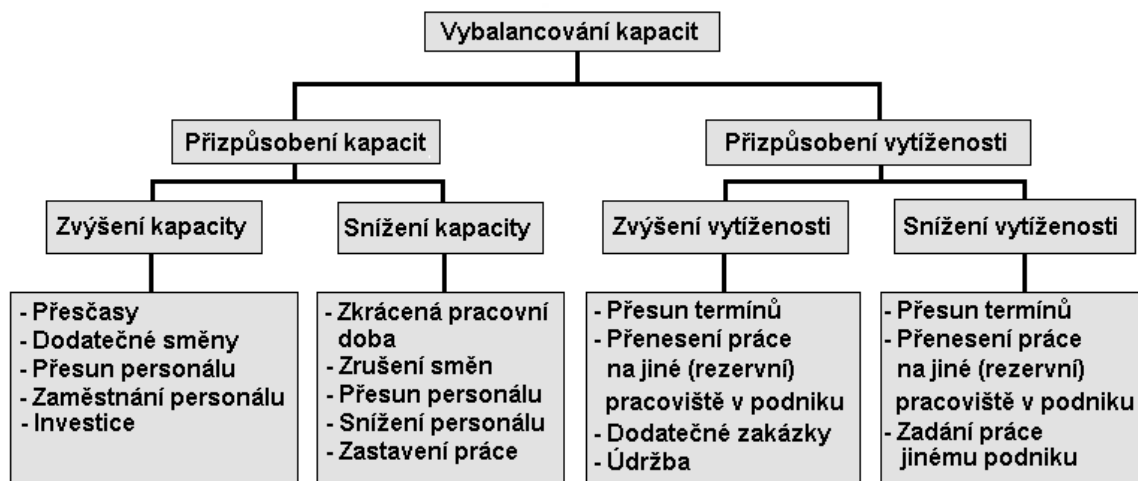 Vybalancování kapacit
Přizpůsobení kapacit
Přizpůsobení vytíženosti
Zvýšení kapacity
Snížení kapacity
Zvýšení vytíženosti
Snížení vytíženosti
- Přesčasy
- Dodatečné směny
- Přesun personálu
- Zaměstnání personálu
- Investice
- Zkrácená pracovní
doba
- Zrušení směn
- Přesun personálu
- Snížení personálu
- Zastavení práce
- Přesun termínů
- Přenesení práce
na jiné (rezervní)
pracoviště v podniku
- Dodatečné zakázky
- Údržba
- Přesun termínů
- Přenesení práce
na jiné (rezervní)
pracoviště v podniku
- Zadání práce
jinému podniku